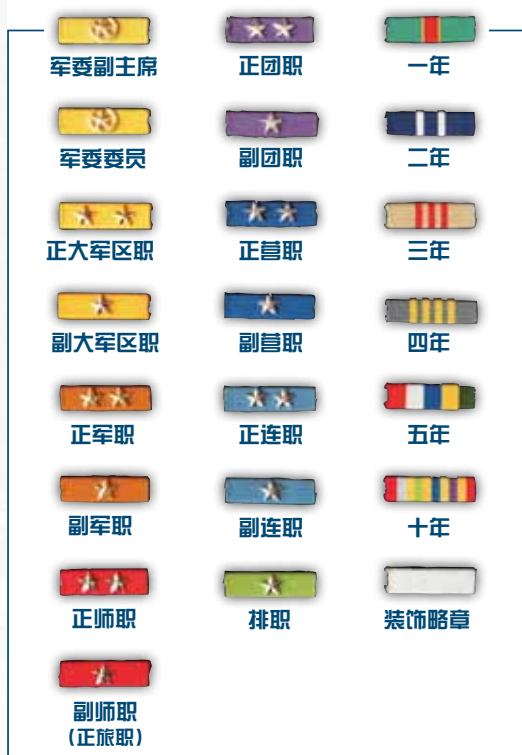 军委副主席
正团职
一年
军委委员
副团职
二年
正大军区职
正营职
三年
副大军区职
副营职
四年
正军职
正连职
五年
副军职
副连职
十年
正师职
排职
装饰略章
副师职
(正旅职)